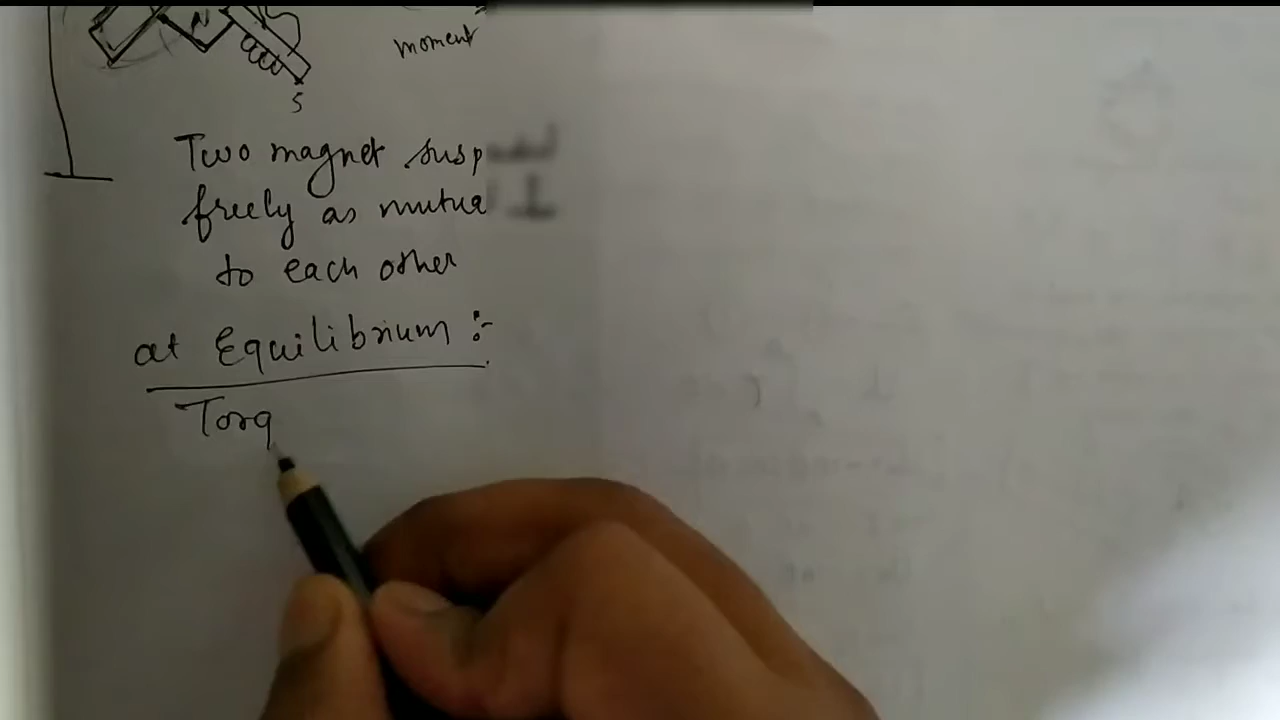 N
moment
S
Two magnet susp
freely as mutua
to each other
at Equilibrium :-
Torq